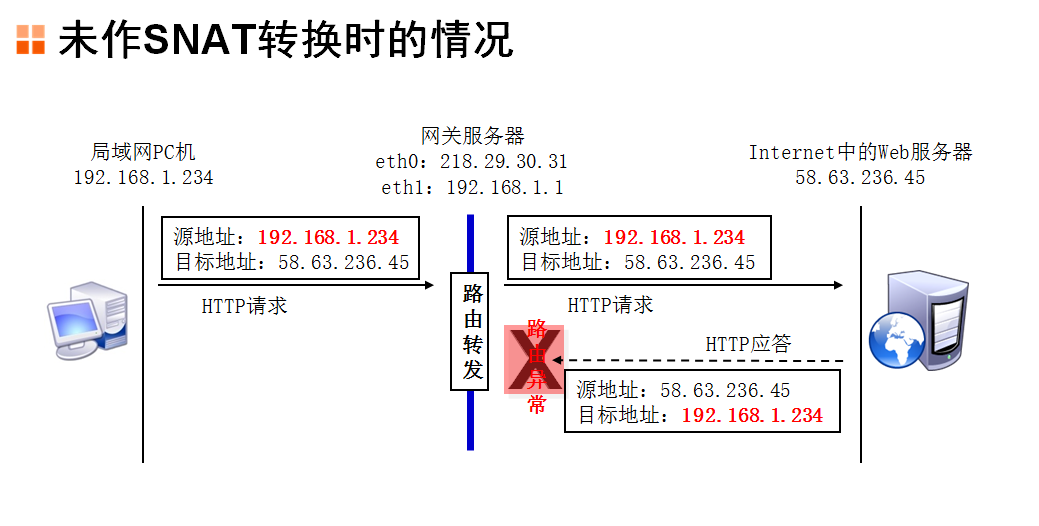 未作SNAT转换时的情况
局域网PC机
192.168.1.234
网关服务器
eth0：218.29.30.31
eth1：192.168.1.1
Internet中的Web服务器
58.63.236.45
源地址：192.168.1.234
目标地址：58.63.236.45
HTTP请求
路由转发
源地址：192.168.1.234
目标地址：58.63.236.45
HTTP请求
路由异常
HTTP应答
源地址：58.63.236.45
目标地址：192.168.1.234